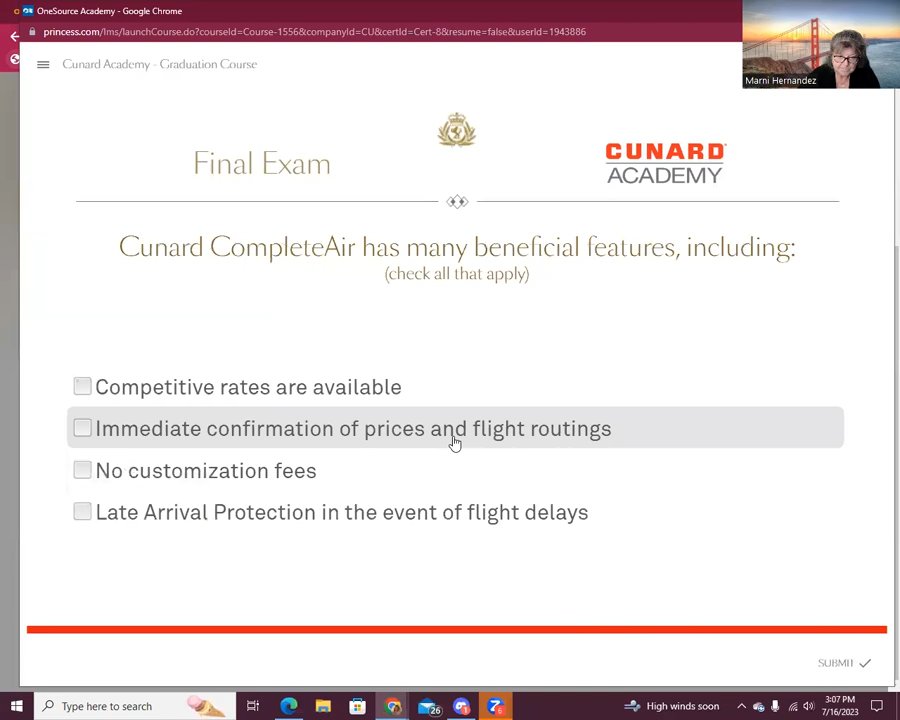 OneSource Academy - Google Chrome
princess.com/lms/launchCourse.do?courseId=Course-1556&companyId=CU&certId=Cert-8&resume=false&userId=1943886
Marni Hernandez
Cunard Academy - Graduation Course
Final Exam
CUNARD
ACADEMY
Cunard CompleteAir has many beneficial features, including:
(check all that apply)
Competitive rates are available
Immediate confirmation of prices and flight routings
No customization fees
Late Arrival Protection in the event of flight delays
SUBMIT
Type here to search
26
High winds soon
3:07 PM
7/16/2023